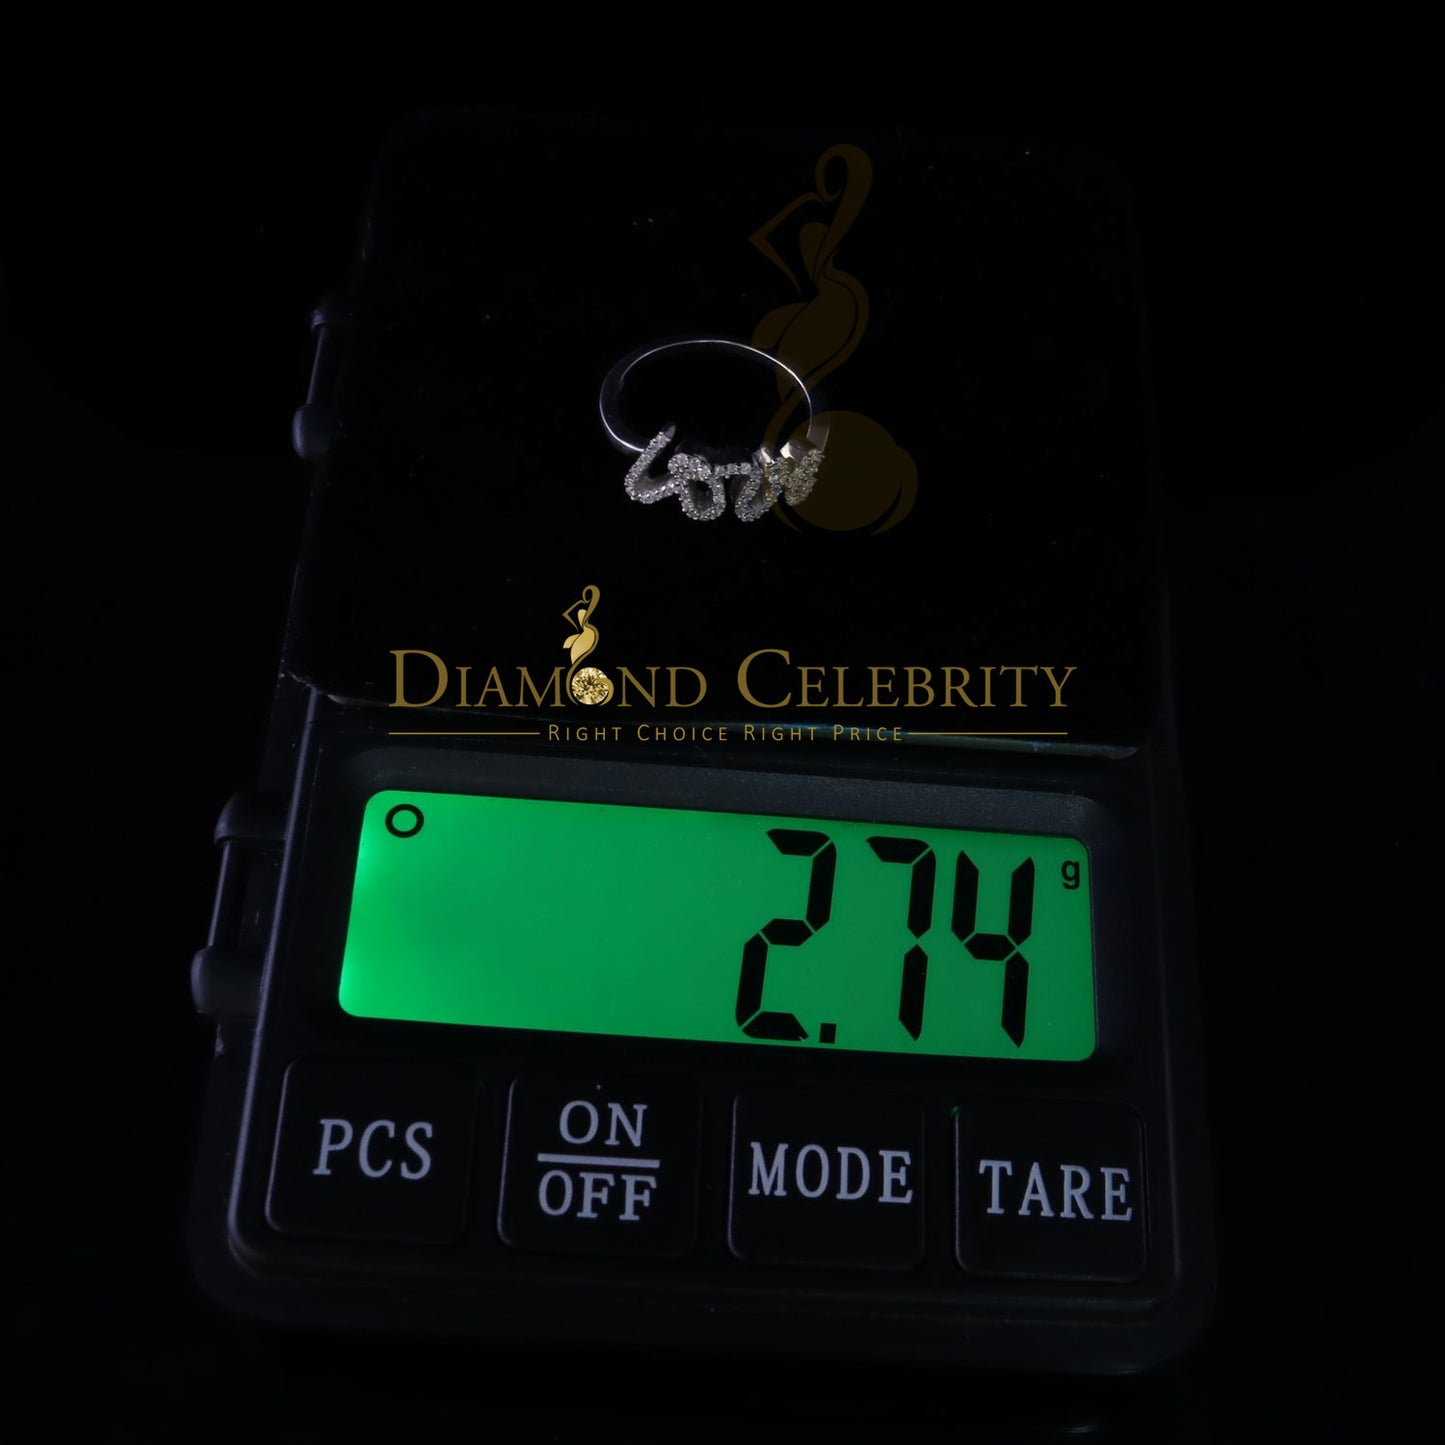 DIAMOND CELEBRITY
RIGHT CHOICE RIGHT PRICE
2.74 g
PCS
ON
OFF
MODE
TARE